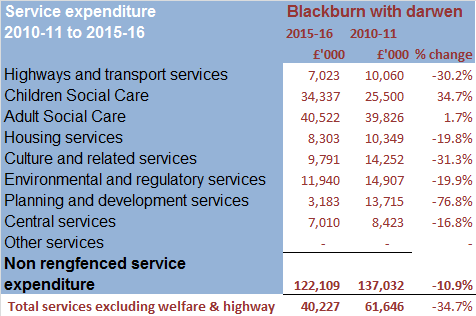 Service expenditure Blackburn with darwen
2010-11 to 2015-16 2015-16 2010-11
£'000 £'000 % change
Highways and transport services 7,023 10,060 -30.2%
Children Social Care 34,337 25,500 34.7%
Adult Social Care 40,522 39,826 1.7%
Housing services 8,303 10,349 -19.8%
Culture and related services 9,791 14,252 -31.3%
Environmental and regulatory services 11,940 14,907 -19.9%
Planning and development services 3,183 13,715 -76.8%
Central services 7,010 8,423 -16.8%
Other services - - -
Non rengfenced service
expenditure 122,109 137,032 -10.9%
Total services excluding welfare & highway 40,227 61,646 -34.7%